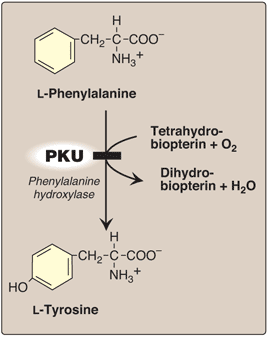 H
CH₂–C–COO⁻
NH₃⁺
L-Phenylalanine
Tetrahydro-
biopterin + O₂
PKU
Dihydro-
biopterin + H₂O
Phenylalanine
hydroxylase
H
CH₂–C–COO⁻
NH₃⁺
HO
L-Tyrosine